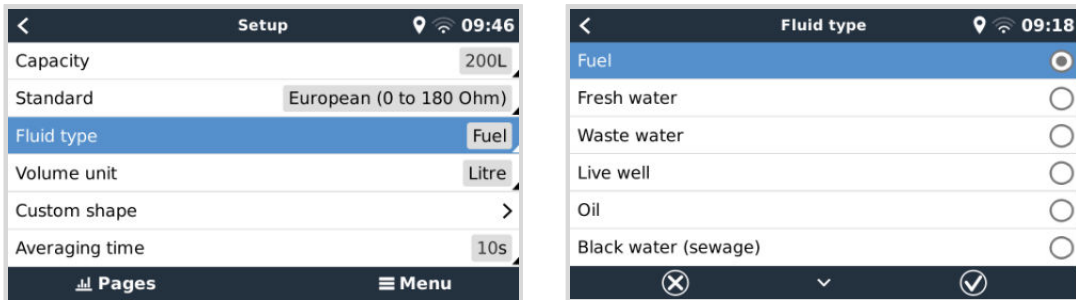 Setup 09:46
Capacity 200L
Standard European (0 to 180 Ohm)
Fluid type Fuel
Volume unit Litre
Custom shape
Averaging time 10s
Pages Menu
Fluid type 09:18
Fuel
Fresh water
Waste water
Live well
Oil
Black water (sewage)